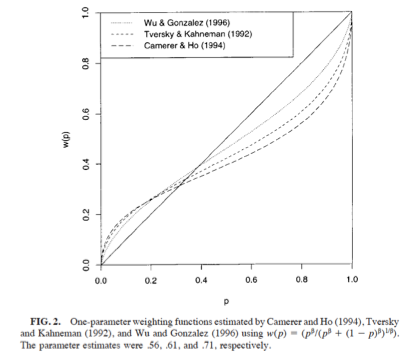 Wu & Gonzalez (1996)
Tversky & Kahneman (1992)
Camerer & Ho (1994)
1.0
0.8
0.6
0.4
0.2
0.0
w(p)
0.0 0.2 0.4 0.6 0.8 1.0
p
FIG. 2. One-parameter weighting functions estimated by Camerer and Ho (1994), Tversky
and Kahneman (1992), and Wu and Gonzalez (1996) using w(p) = (pᵝ/(pᵝ + (1 − p)ᵝ)¹ᐟᵝ).
The parameter estimates were .56, .61, and .71, respectively.